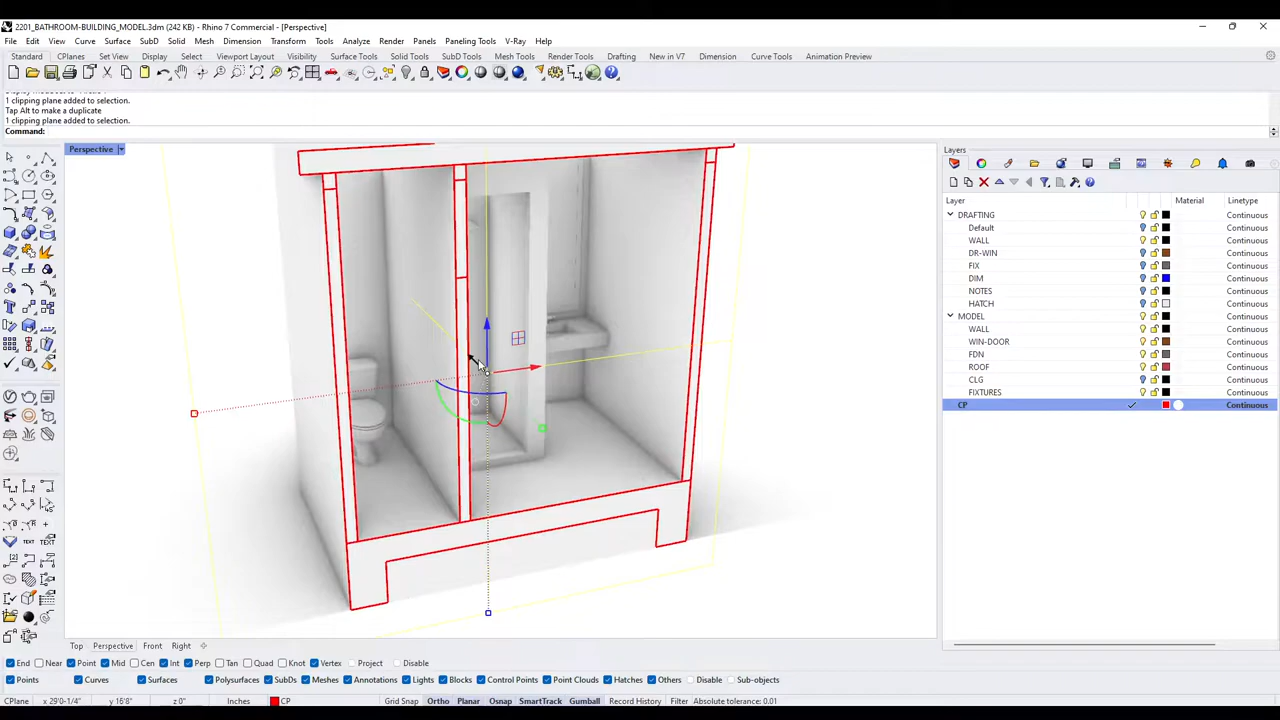 2201_BATHROOM-BUILDING_MODEL.3dm (242 KB) - Rhino 7 Commercial - [Perspective]
File Edit View Curve Surface SubD Solid Mesh Dimension Transform Tools Analyze Render Panels Paneling Tools V-Ray Help
Standard CPlanes Set View Display Select Viewport Layout Visibility Transform Curve Tools Surface Tools Solid Tools SubD Tools Mesh Tools Render Tools Drafting New in V7 Dimension Curve Tools Animation Preview
1 clipping plane added to selection.
Tap Alt to make a duplicate
1 clipping plane added to selection.
Command:
Perspective
Layers
Layer Material Linetype
DRAFTING Continuous
Default Continuous
WALL Continuous
DR-WIN Continuous
FIX Continuous
DIM Continuous
NOTES Continuous
HATCH Continuous
MODEL Continuous
WALL Continuous
WIN-DOOR Continuous
FDN Continuous
ROOF Continuous
CLG Continuous
FIXTURES Continuous
CP Continuous
Top Perspective Front Right
End Near Point Mid Cen Int Perp Tan Quad Knot Vertex Project Disable
Points Curves Surfaces Polysurfaces SubDs Meshes Annotations Lights Blocks Control Points Point Clouds Hatches Others Disable Sub-objects
CPlane x 29'0-1/4" y 16'8" z 0" Inches CP Grid Snap Ortho Planar Osnap SmartTrack Gumball Record History Filter Absolute tolerance: 0.01